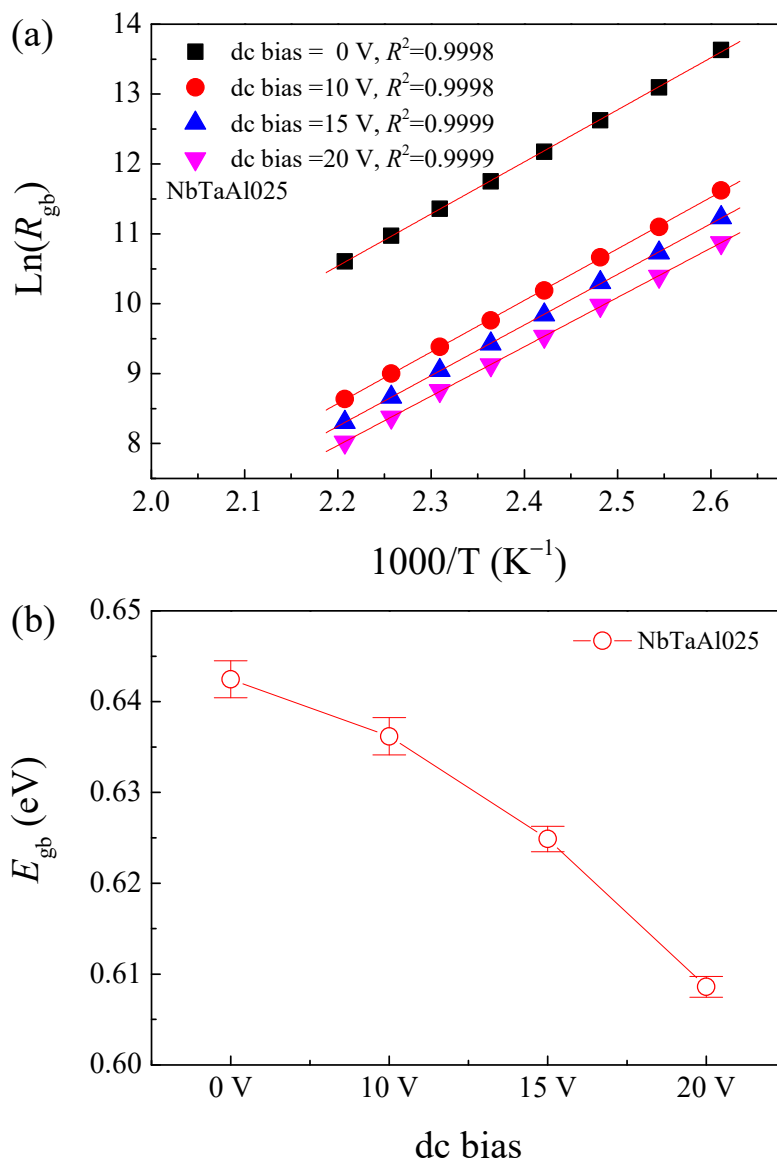 (a)
14
13
12
11
10
9
8
Ln(R_gb)
dc bias = 0 V, R²=0.9998
dc bias =10 V, R²=0.9998
dc bias =15 V, R²=0.9999
dc bias =20 V, R²=0.9999
NbTaAl025
2.0 2.1 2.2 2.3 2.4 2.5 2.6
1000/T (K⁻¹)
(b)
0.65
0.64
0.63
0.62
0.61
0.60
E_gb (eV)
NbTaAl025
0 V 10 V 15 V 20 V
dc bias